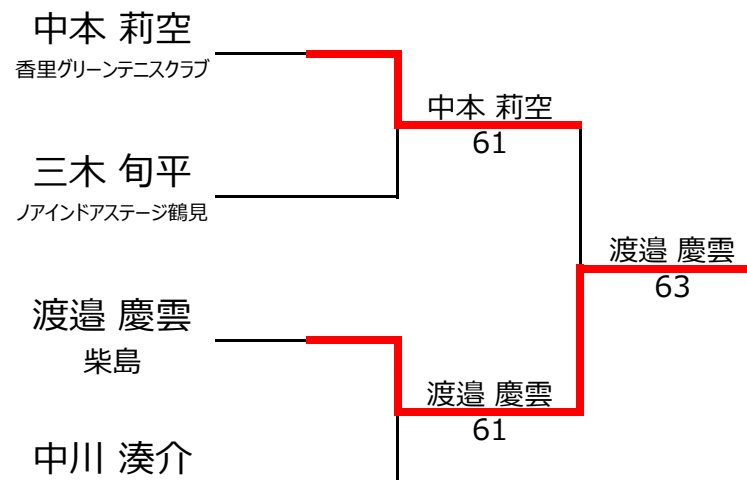 中本 莉空
香里グリーンテニスクラブ
中本 莉空
61
三木 旬平
ノアインドアステージ鶴見
渡邉 慶雲
63
渡邉 慶雲
柴島
渡邉 慶雲
61
中川 湊介